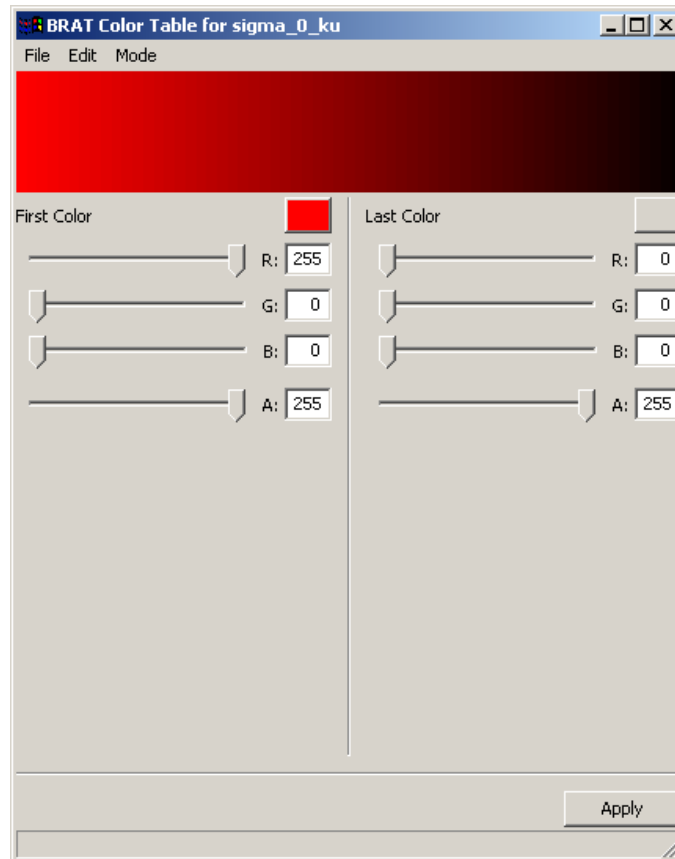 BRAT Color Table for sigma_0_ku
File Edit Mode
First Color Last Color
R: 255 R: 0
G: 0 G: 0
B: 0 B: 0
A: 255 A: 255
Apply